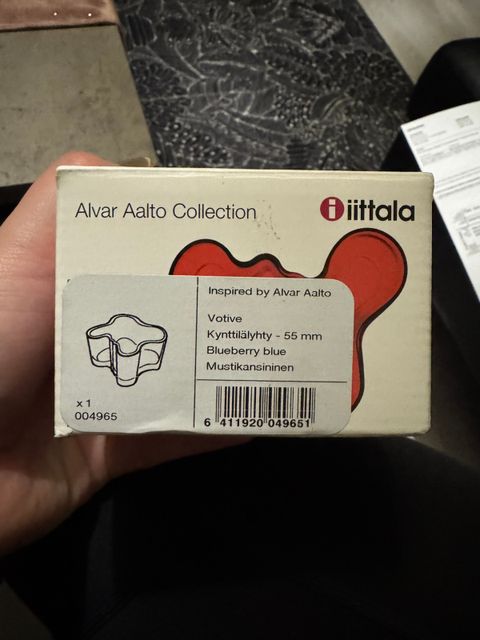 Alvar Aalto Collection
iittala
Inspired by Alvar Aalto
Votive
Kynttilälyhty - 55 mm
Blueberry blue
Mustikansininen
x 1
004965
6 411920 049651